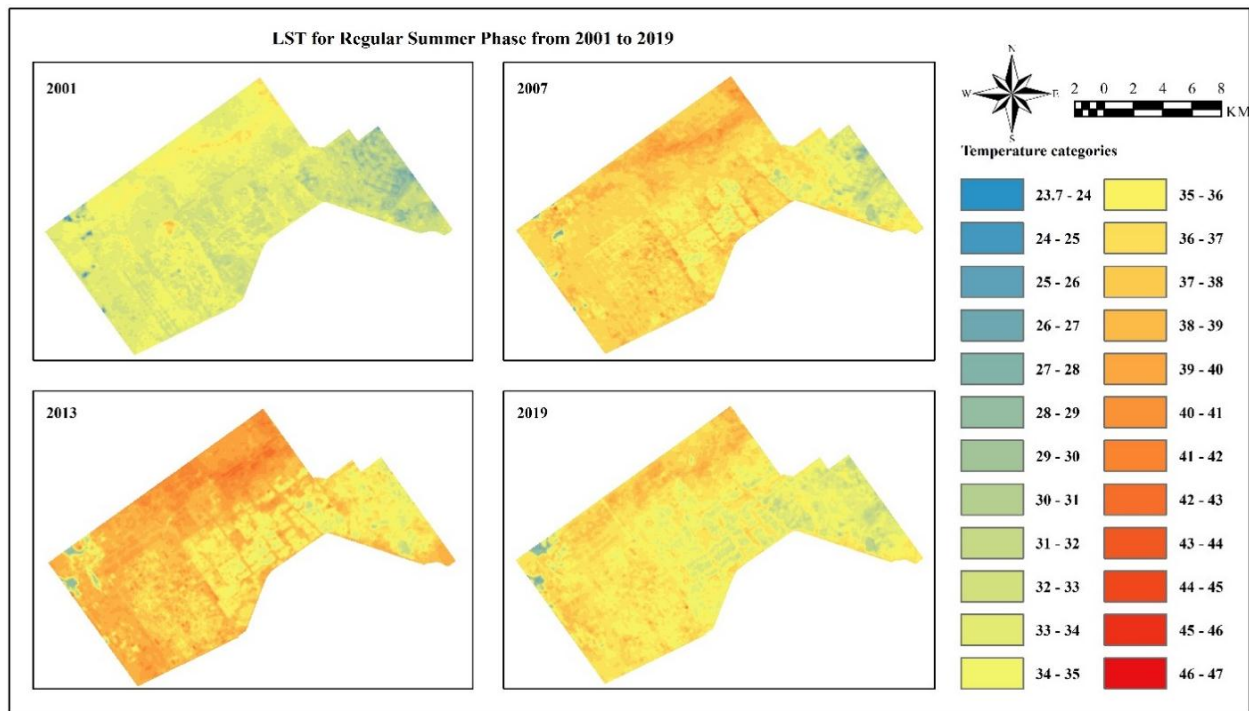 LST for Regular Summer Phase from 2001 to 2019
2001
2007
2013
2019
N
W E
S
2 0 2 4 6 8
KM
Temperature categories
23.7 - 24
24 - 25
25 - 26
26 - 27
27 - 28
28 - 29
29 - 30
30 - 31
31 - 32
32 - 33
33 - 34
34 - 35
35 - 36
36 - 37
37 - 38
38 - 39
39 - 40
40 - 41
41 - 42
42 - 43
43 - 44
44 - 45
45 - 46
46 - 47